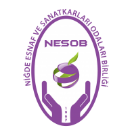 NİĞDE ESNAF VE SANATKARLARI ODALARI BİRLİĞİ
NESOB